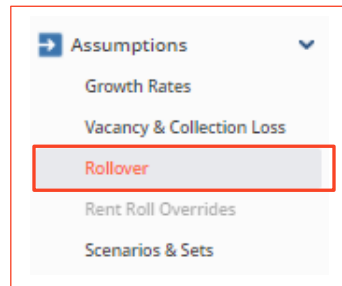 Assumptions
Growth Rates
Vacancy & Collection Loss
Rollover
Rent Roll Overrides
Scenarios & Sets